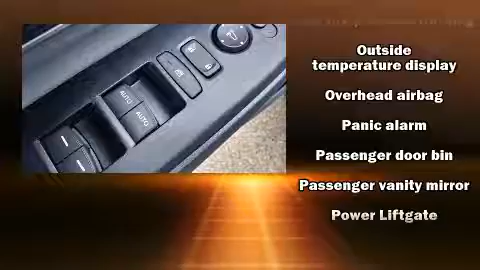 Outside
temperature display
Overhead airbag
Panic alarm
Passenger door bin
Passenger vanity mirror
Power Liftgate
AUTO
AUTO